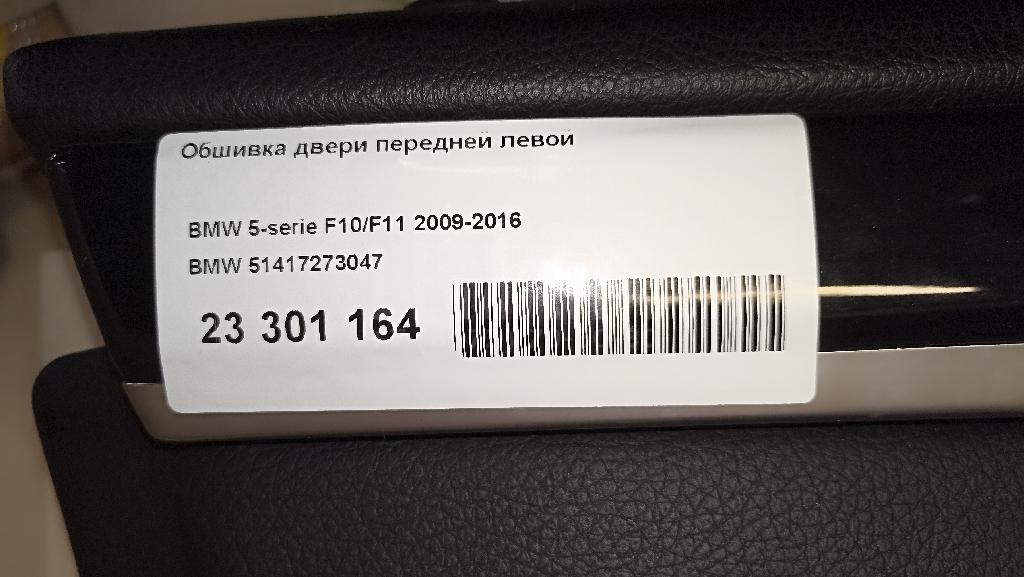 Обшивка двери передней левой
BMW 5-serie F10/F11 2009-2016
BMW 51417273047
23 301 164